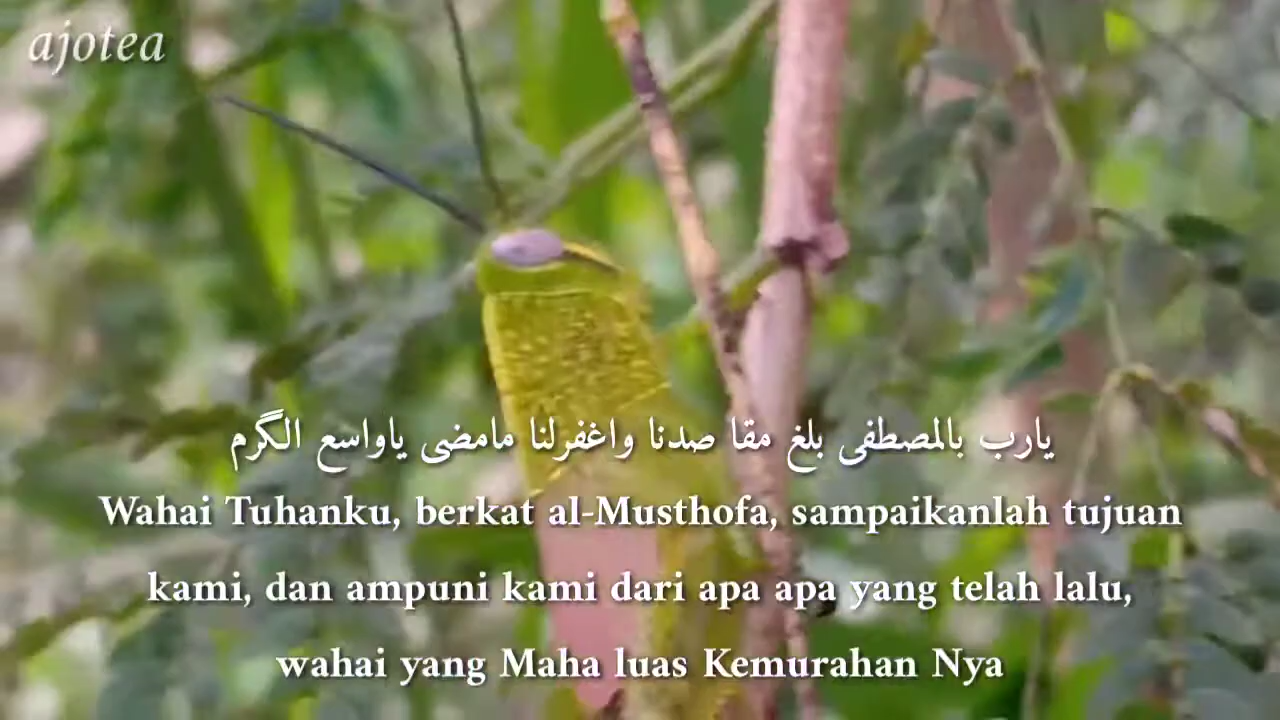 ajotea
يارب بالمصطفى بلغ مقا صدنا واغفرلنا مامضى ياواسع الگرم
Wahai Tuhanku, berkat al-Musthofa, sampaikanlah tujuan
kami, dan ampuni kami dari apa apa yang telah lalu,
wahai yang Maha luas Kemurahan Nya